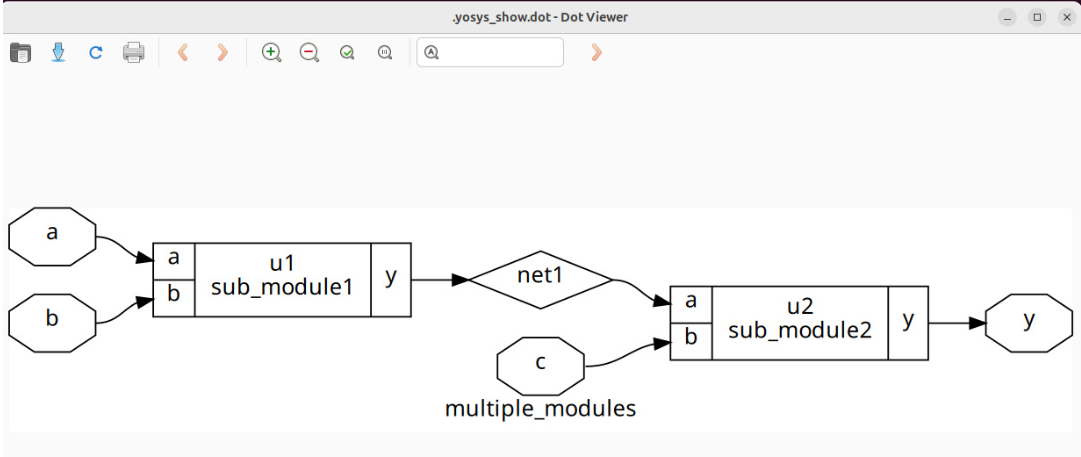 .yosys_show.dot - Dot Viewer
a
b
a
b
u1
sub_module1
y
net1
c
a
b
u2
sub_module2
y
y
multiple_modules